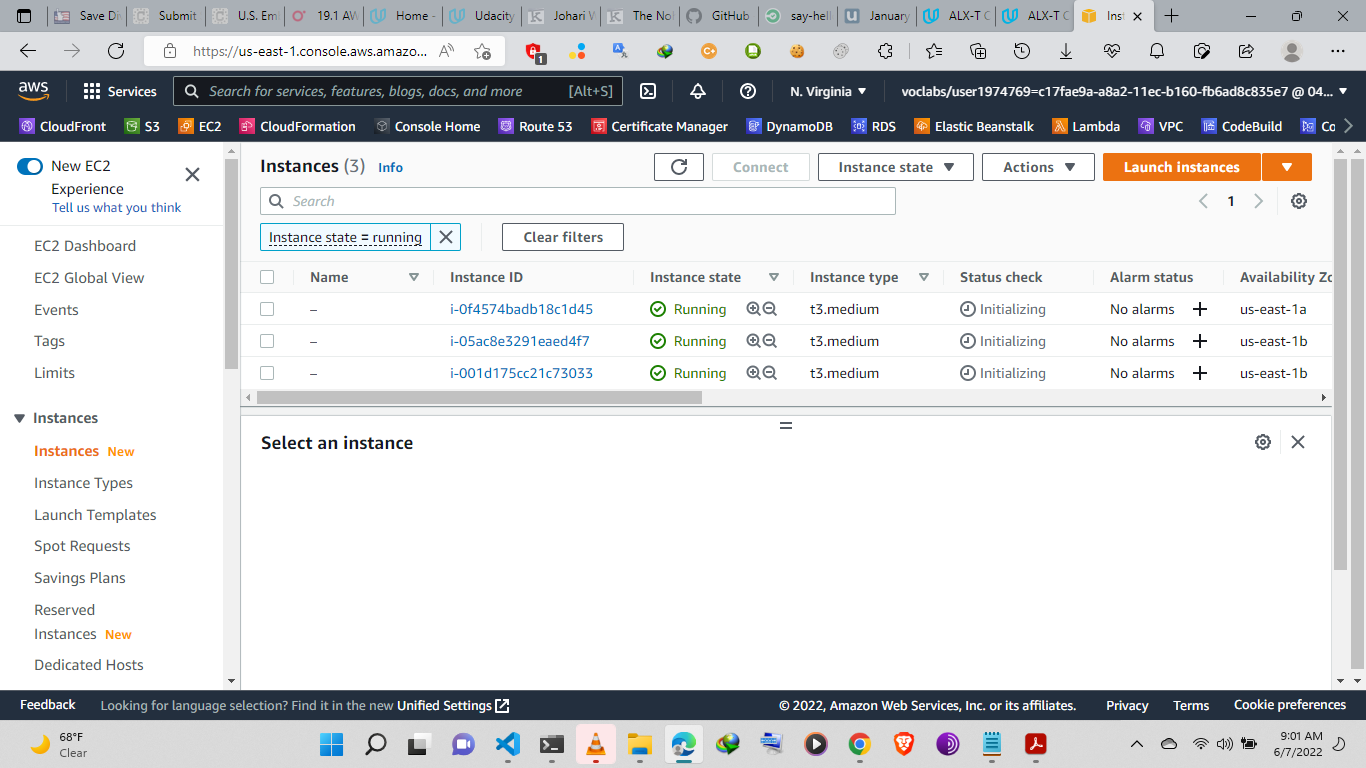 Save Div
Submit
U.S. Emb
19.1 AW
Home -
Udacity
Johari W
The Not
GitHub
say-hell
January
ALX-T C
ALX-T C
Inst
https://us-east-1.console.aws.amazo...
aws
Services
Search for services, features, blogs, docs, and more [Alt+S]
N. Virginia
voclabs/user1974769=c17fae9a-a8a2-11ec-b160-fb6ad8c835e7 @ 04...
CloudFront S3 EC2 CloudFormation Console Home Route 53 Certificate Manager DynamoDB RDS Elastic Beanstalk Lambda VPC CodeBuild Co
New EC2
Experience
Tell us what you think
EC2 Dashboard
EC2 Global View
Events
Tags
Limits
Instances
Instances New
Instance Types
Launch Templates
Spot Requests
Savings Plans
Reserved
Instances New
Dedicated Hosts
Instances (3) Info
Connect
Instance state
Actions
Launch instances
Search
1
Instance state = running
Clear filters
Name Instance ID Instance state Instance type Status check Alarm status Availability Zo
– i-0f4574badb18c1d45 Running t3.medium Initializing No alarms + us-east-1a
– i-05ac8e3291eaed4f7 Running t3.medium Initializing No alarms + us-east-1b
– i-001d175cc21c73033 Running t3.medium Initializing No alarms + us-east-1b
Select an instance
Feedback Looking for language selection? Find it in the new Unified Settings
© 2022, Amazon Web Services, Inc. or its affiliates. Privacy Terms Cookie preferences
68°F
Clear
9:01 AM
6/7/2022